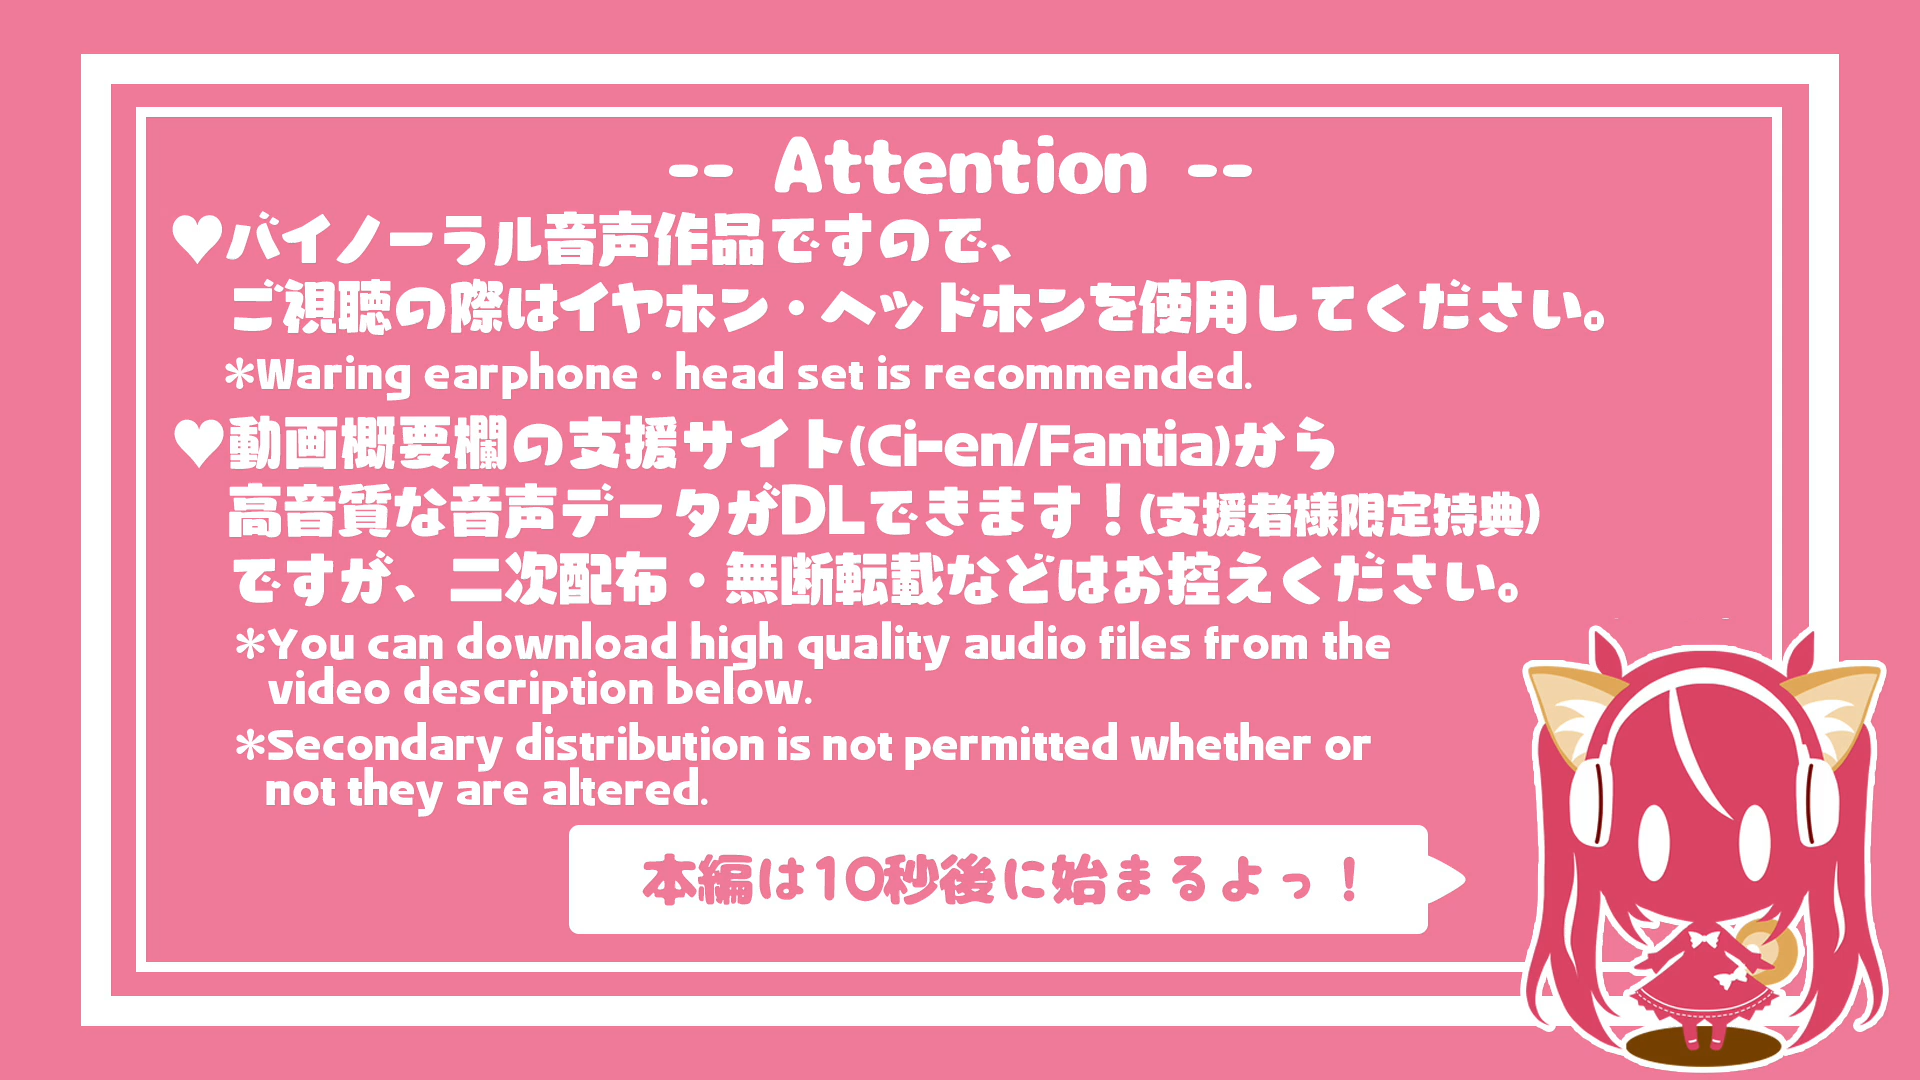 -- Attention --
♥バイノーラル音声作品ですので、
ご視聴の際はイヤホン・ヘッドホンを使用してください。
*Waring earphone・head set is recommended.
♥動画概要欄の支援サイト(Ci-en/Fantia)から
高音質な音声データがDLできます！(支援者様限定特典)
ですが、二次配布・無断転載などはお控えください。
*You can download high quality audio files from the
video description below.
*Secondary distribution is not permitted whether or
not they are altered.
本編は10秒後に始まるよっ！